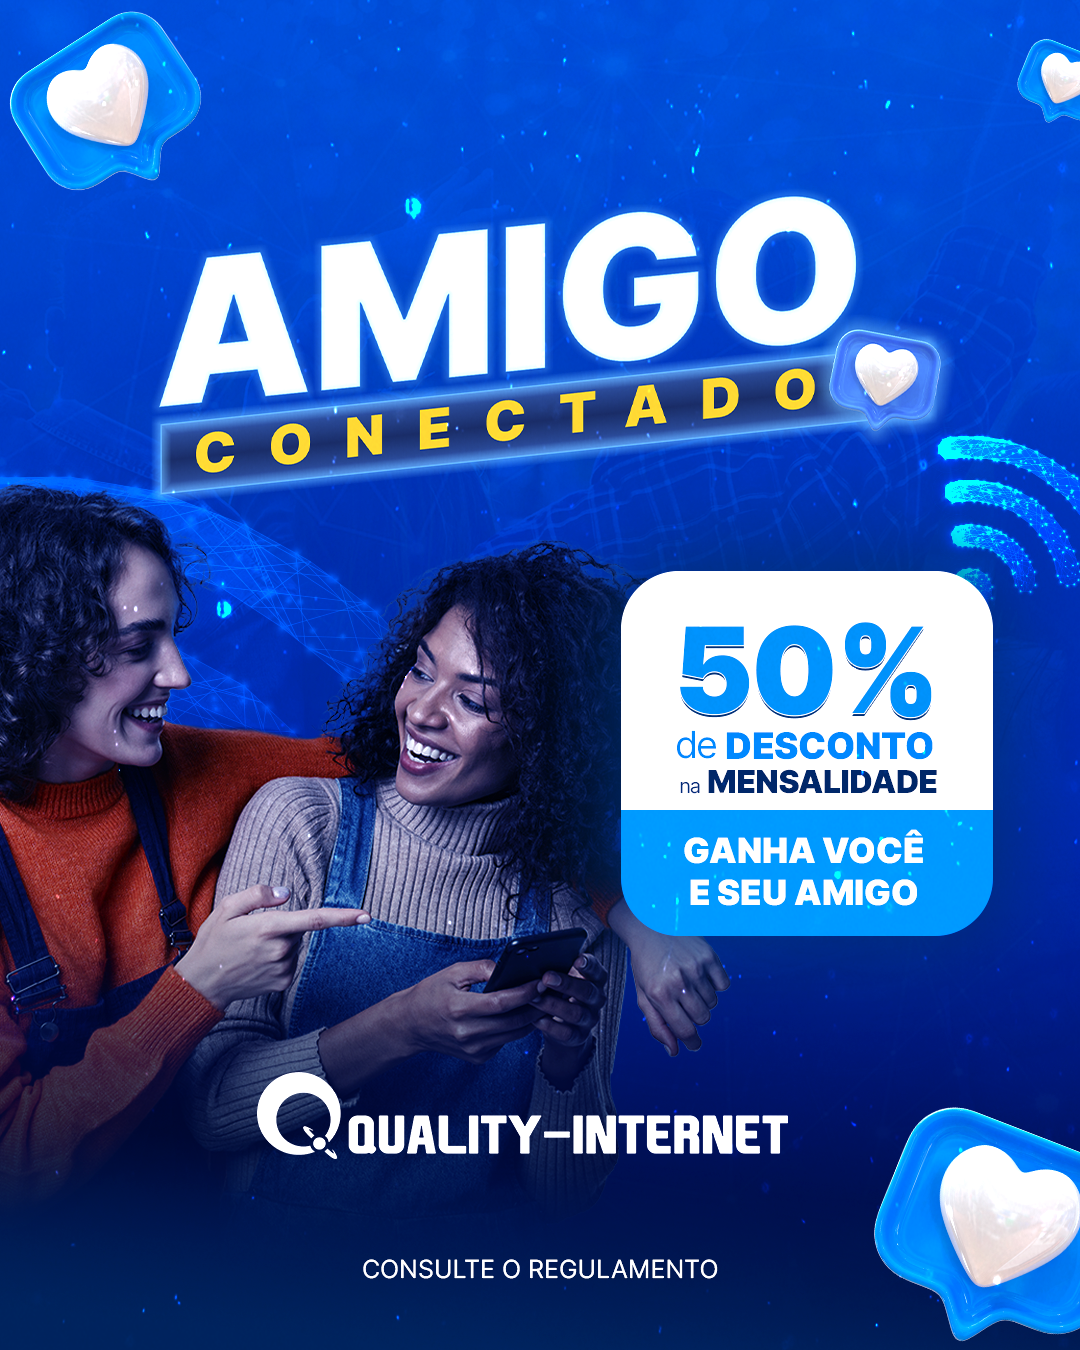 AMIGO
CONECTADO
50%
de DESCONTO
na MENSALIDADE
GANHA VOCÊ
E SEU AMIGO
QUALITY-INTERNET
CONSULTE O REGULAMENTO